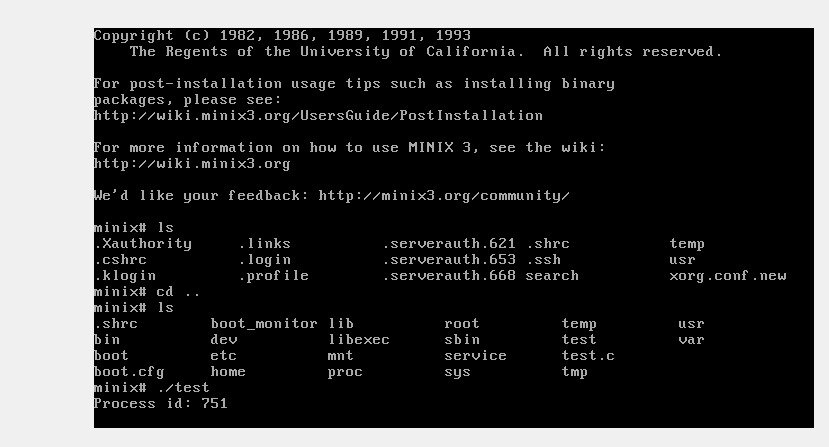 Copyright (c) 1982, 1986, 1989, 1991, 1993
The Regents of the University of California.  All rights reserved.
For post-installation usage tips such as installing binary
packages, please see:
http://wiki.minix3.org/UsersGuide/PostInstallation
For more information on how to use MINIX 3, see the wiki:
http://wiki.minix3.org
We'd like your feedback: http://minix3.org/community/
minix# ls
.Xauthority .links .serverauth.621 .shrc temp
.cshrc .login .serverauth.653 .ssh usr
.klogin .profile .serverauth.668 search xorg.conf.new
minix# cd ..
minix# ls
.shrc boot_monitor lib root temp usr
bin dev libexec sbin test var
boot etc mnt service test.c
boot.cfg home proc sys tmp
minix# ./test
Process id: 751